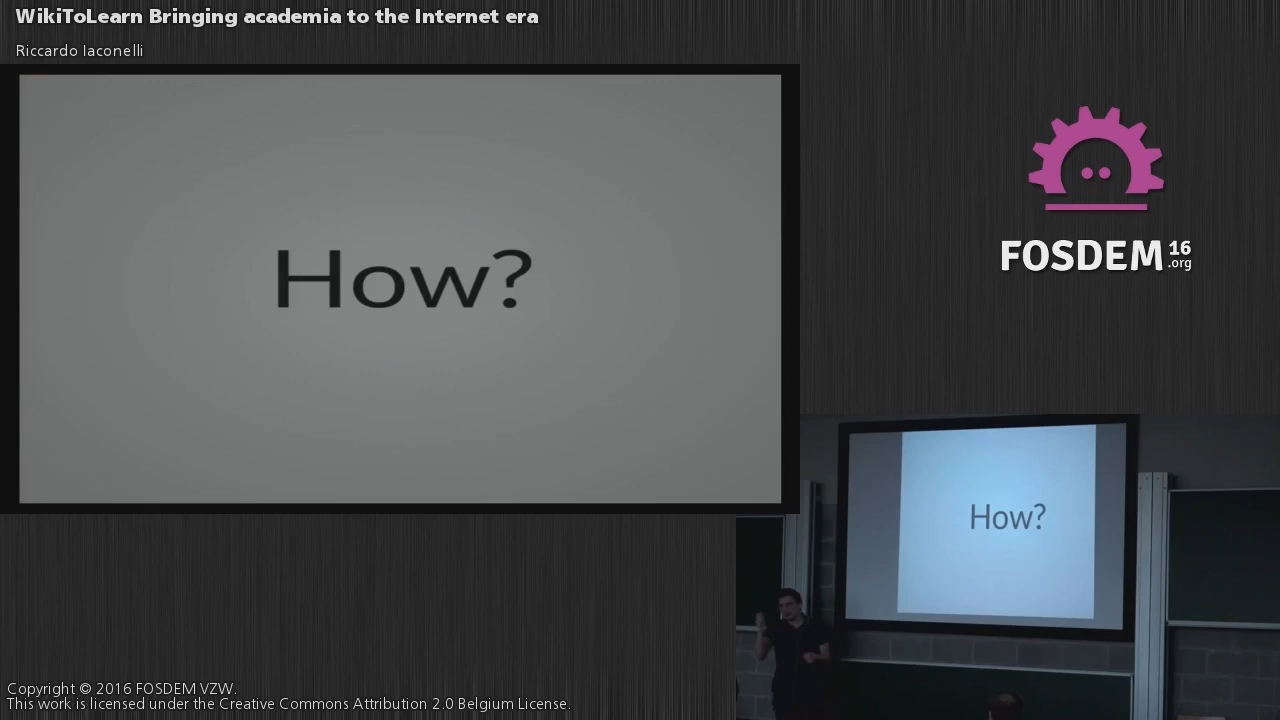 WikiToLearn Bringing academia to the Internet era
Riccardo Iaconelli
How?
FOSDEM 16 .org
How?
Copyright © 2016 FOSDEM VZW.
This work is licensed under the Creative Commons Attribution 2.0 Belgium License.